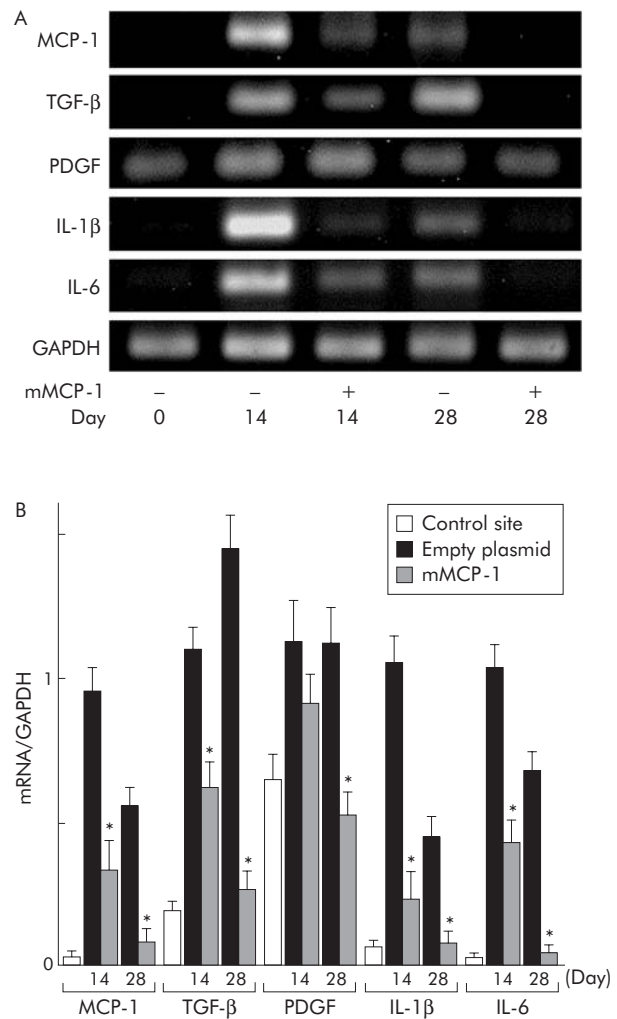 A
MCP-1
TGF-β
PDGF
IL-1β
IL-6
GAPDH
mMCP-1 – – + – +
Day 0 14 14 28 28
B
Control site
Empty plasmid
mMCP-1
mRNA/GAPDH
1
0
* * * * * * * * *
14 28 14 28 14 28 14 28 14 28 (Day)
MCP-1 TGF-β PDGF IL-1β IL-6